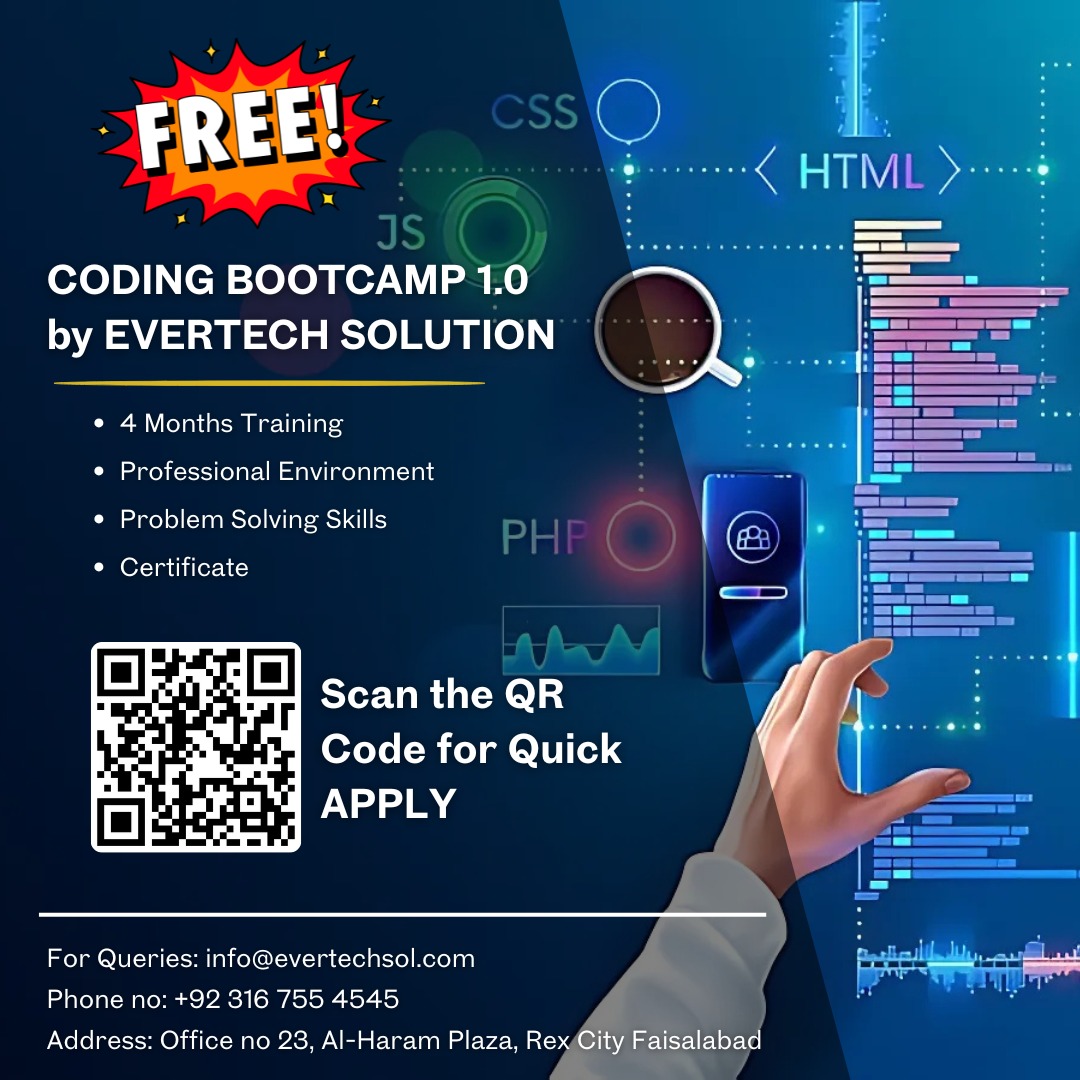 FREE!
CSS
< HTML >
JS
CODING BOOTCAMP 1.0
by EVERTECH SOLUTION
• 4 Months Training
• Professional Environment
• Problem Solving Skills
• Certificate
PHP
Scan the QR
Code for Quick
APPLY
For Queries: info@evertechsol.com
Phone no: +92 316 755 4545
Address: Office no 23, Al-Haram Plaza, Rex City Faisalabad